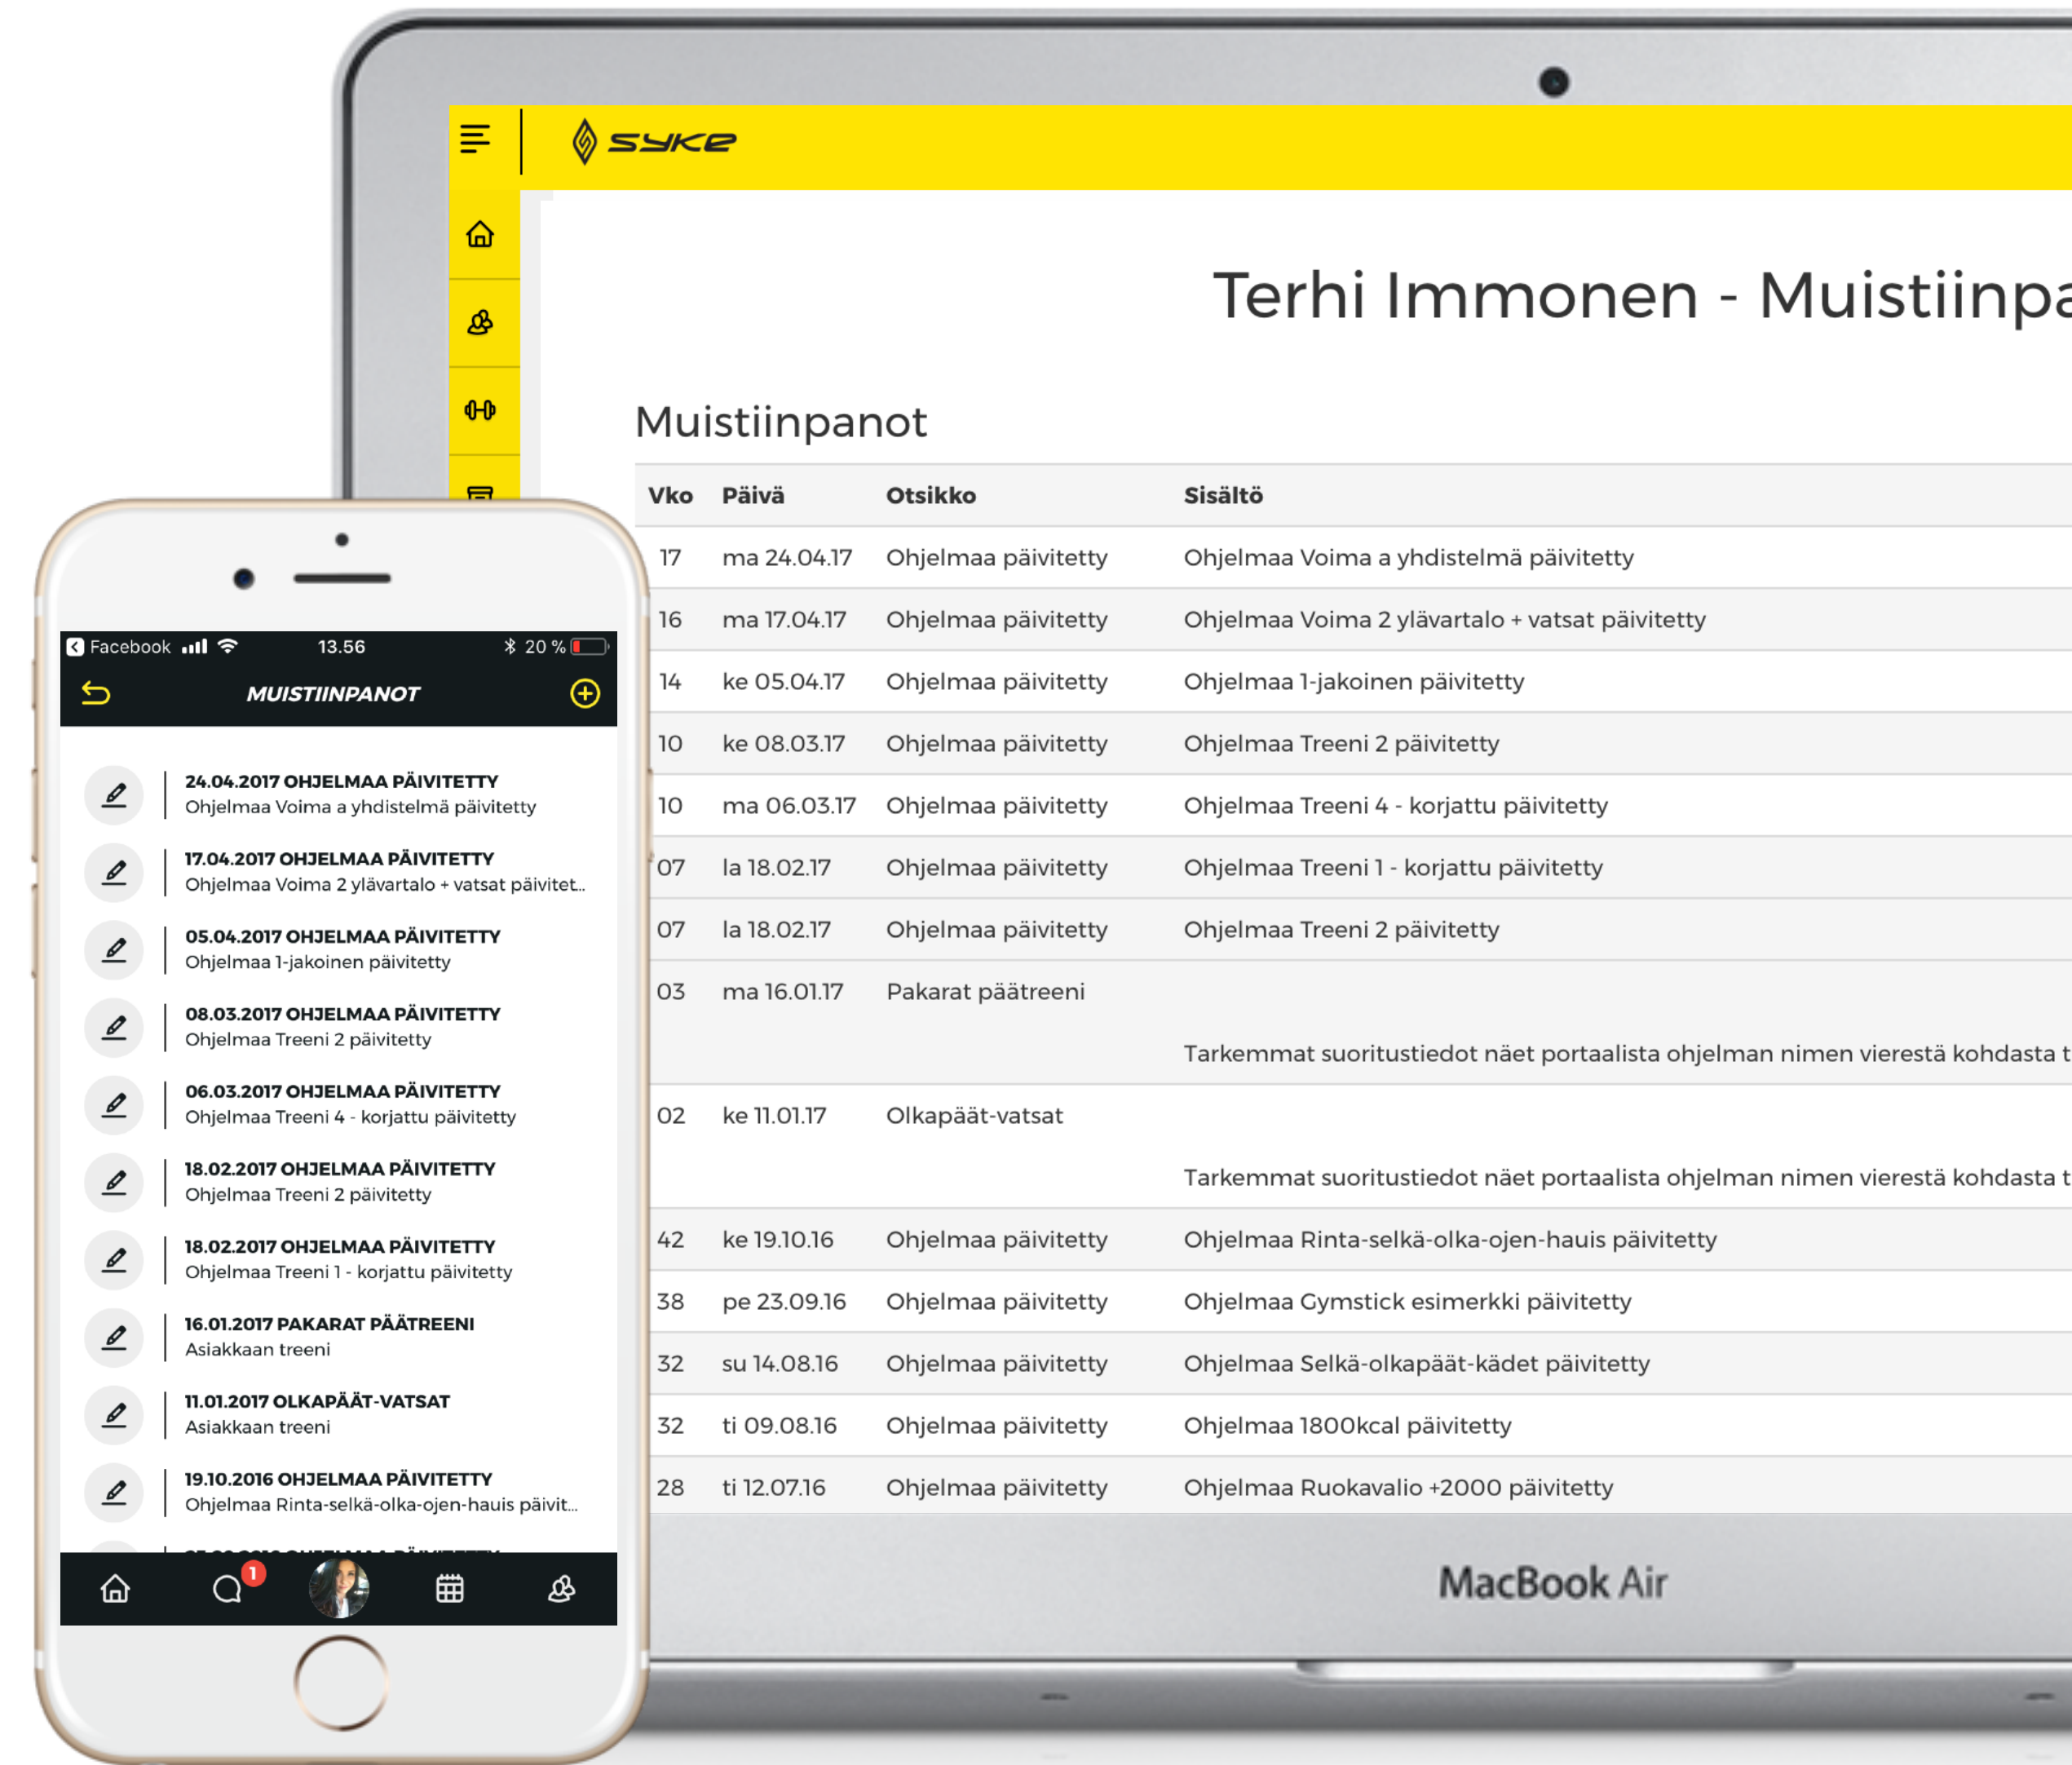 syke
Terhi Immonen - Muistiinpa
Muistiinpanot
Vko Päivä Otsikko Sisältö
17 ma 24.04.17 Ohjelmaa päivitetty Ohjelmaa Voima a yhdistelmä päivitetty
16 ma 17.04.17 Ohjelmaa päivitetty Ohjelmaa Voima 2 ylävartalo + vatsat päivitetty
14 ke 05.04.17 Ohjelmaa päivitetty Ohjelmaa 1-jakoinen päivitetty
10 ke 08.03.17 Ohjelmaa päivitetty Ohjelmaa Treeni 2 päivitetty
10 ma 06.03.17 Ohjelmaa päivitetty Ohjelmaa Treeni 4 - korjattu päivitetty
07 la 18.02.17 Ohjelmaa päivitetty Ohjelmaa Treeni 1 - korjattu päivitetty
07 la 18.02.17 Ohjelmaa päivitetty Ohjelmaa Treeni 2 päivitetty
03 ma 16.01.17 Pakarat päätreeni
Tarkemmat suoritustiedot näet portaalista ohjelman nimen vierestä kohdasta t
02 ke 11.01.17 Olkapäät-vatsat
Tarkemmat suoritustiedot näet portaalista ohjelman nimen vierestä kohdasta t
42 ke 19.10.16 Ohjelmaa päivitetty Ohjelmaa Rinta-selkä-olka-ojen-hauis päivitetty
38 pe 23.09.16 Ohjelmaa päivitetty Ohjelmaa Gymstick esimerkki päivitetty
32 su 14.08.16 Ohjelmaa päivitetty Ohjelmaa Selkä-olkapäät-kädet päivitetty
32 ti 09.08.16 Ohjelmaa päivitetty Ohjelmaa 1800kcal päivitetty
28 ti 12.07.16 Ohjelmaa päivitetty Ohjelmaa Ruokavalio +2000 päivitetty
MacBook Air
Facebook 13.56 20 %
MUISTIINPANOT
24.04.2017 OHJELMAA PÄIVITETTY
Ohjelmaa Voima a yhdistelmä päivitetty
17.04.2017 OHJELMAA PÄIVITETTY
Ohjelmaa Voima 2 ylävartalo + vatsat päivitet...
05.04.2017 OHJELMAA PÄIVITETTY
Ohjelmaa 1-jakoinen päivitetty
08.03.2017 OHJELMAA PÄIVITETTY
Ohjelmaa Treeni 2 päivitetty
06.03.2017 OHJELMAA PÄIVITETTY
Ohjelmaa Treeni 4 - korjattu päivitetty
18.02.2017 OHJELMAA PÄIVITETTY
Ohjelmaa Treeni 2 päivitetty
18.02.2017 OHJELMAA PÄIVITETTY
Ohjelmaa Treeni 1 - korjattu päivitetty
16.01.2017 PAKARAT PÄÄTREENI
Asiakkaan treeni
11.01.2017 OLKAPÄÄT-VATSAT
Asiakkaan treeni
19.10.2016 OHJELMAA PÄIVITETTY
Ohjelmaa Rinta-selkä-olka-ojen-hauis päivit...
1